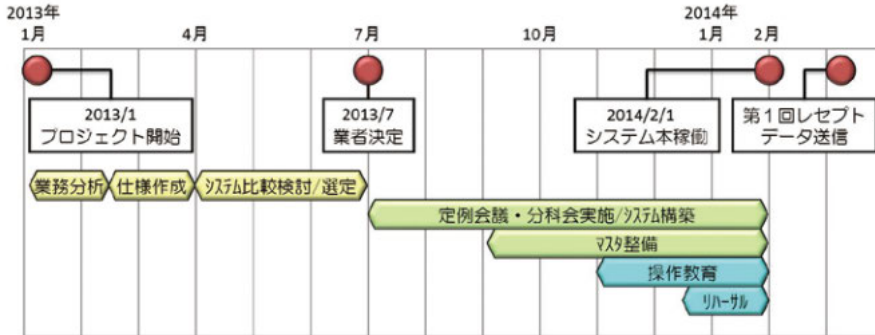 2013年
2014年
1月
4月
7月
10月
1月
2月
2013/1
プロジェクト開始
2013/7
業者決定
2014/2/1
システム本稼働
第1回レセプト
データ送信
業務分析
仕様作成
ｼｽﾃﾑ比較検討/選定
定例会議・分科会実施/ｼｽﾃﾑ構築
ﾏｽﾀ整備
操作教育
ﾘﾊｰｻﾙ